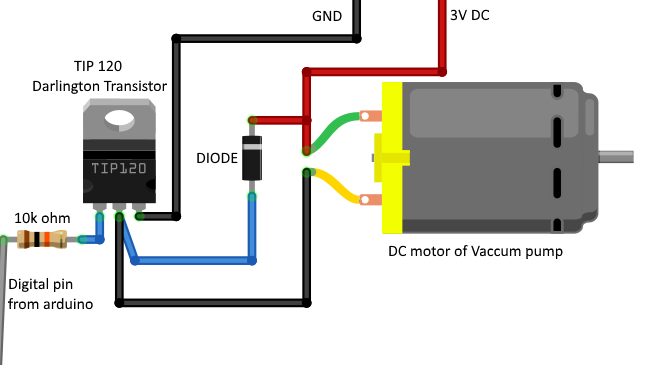 GND
3V DC
TIP 120
Darlington Transistor
TIP120
DIODE
10k ohm
DC motor of Vaccum pump
Digital pin
from arduino